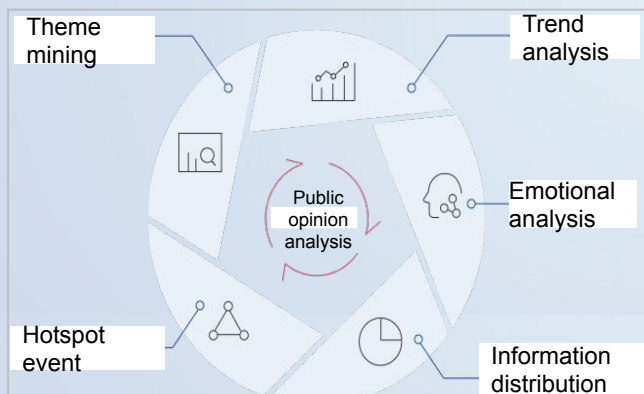 Theme
mining
Trend
analysis
Public
opinion
analysis
Emotional
analysis
Hotspot
event
Information
distribution